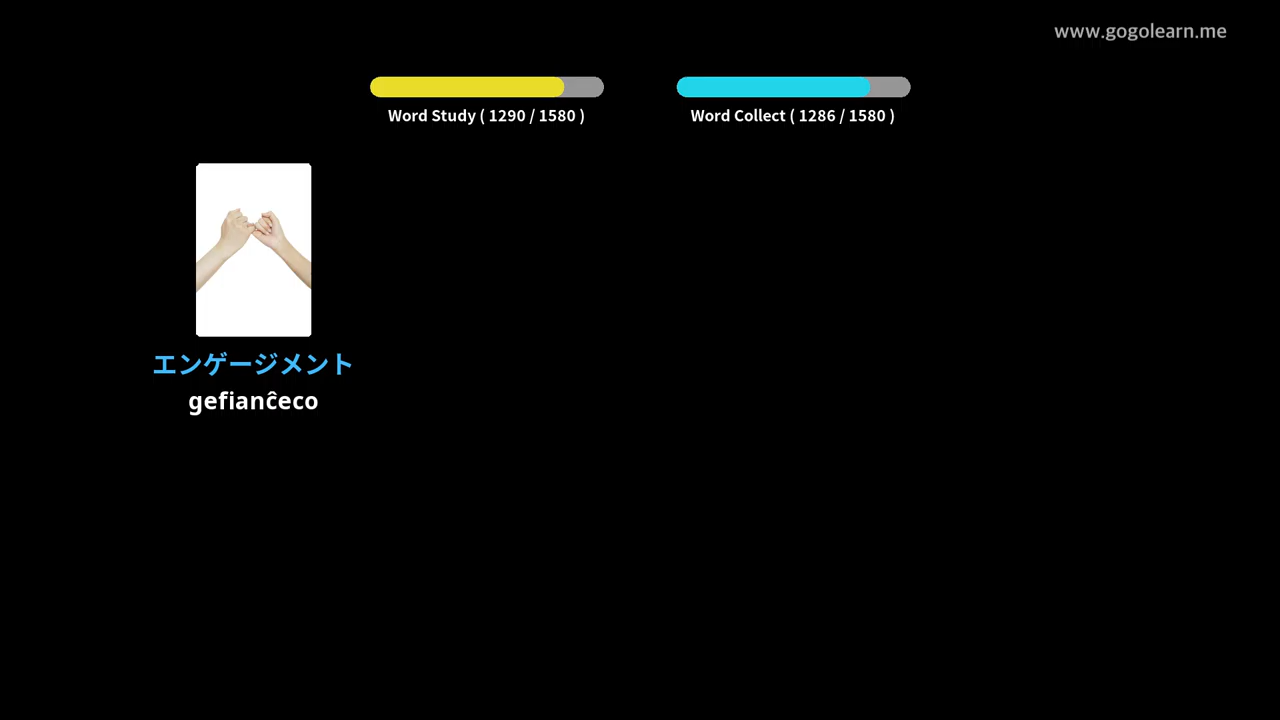 www.gogolearn.me
Word Study ( 1290 / 1580 )
Word Collect ( 1286 / 1580 )
エンゲージメント
gefianĉeco